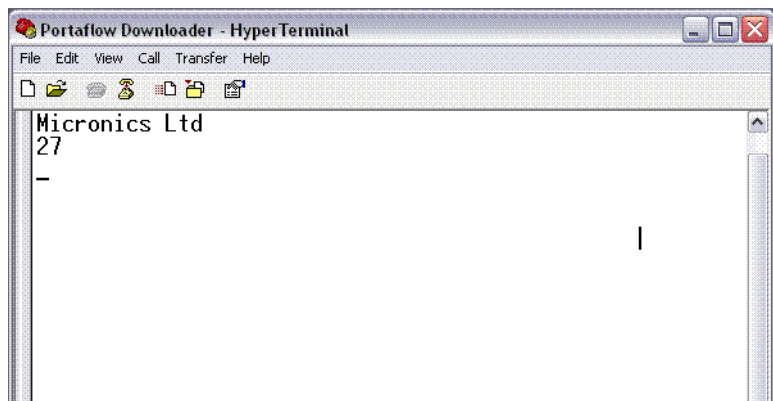 Portaflow Downloader - HyperTerminal
File Edit View Call Transfer Help
Micronics Ltd
27
_